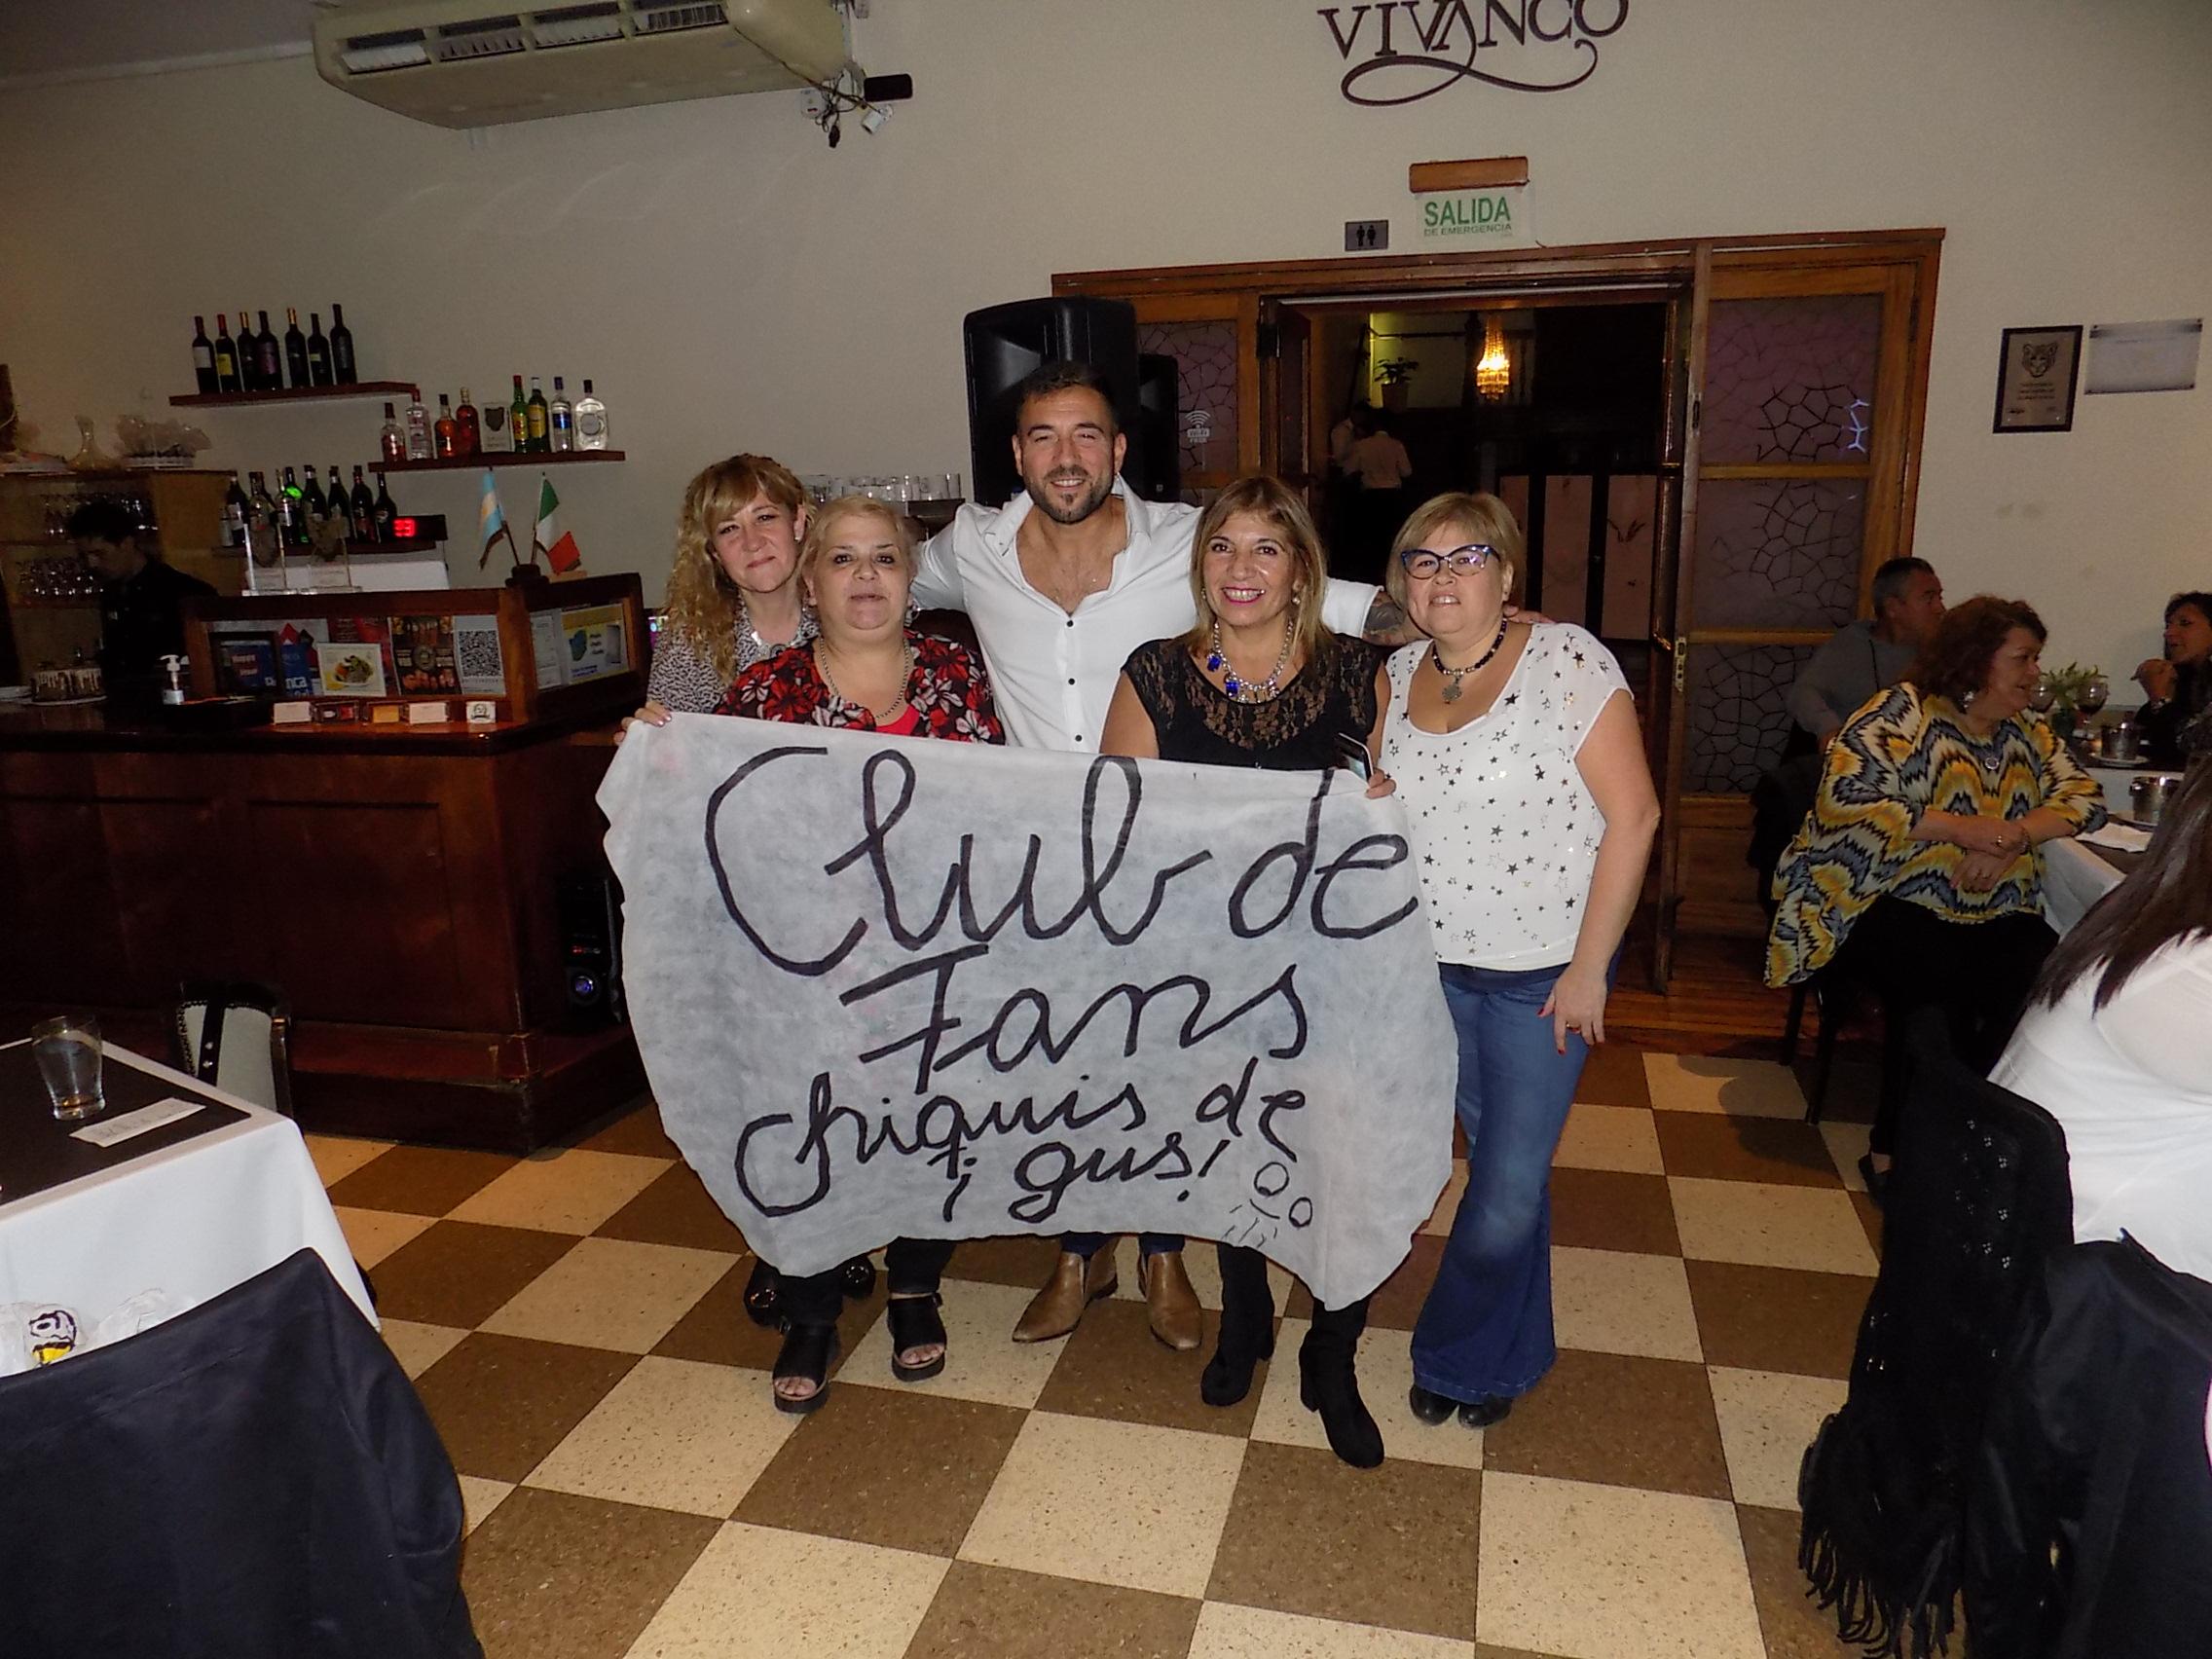 VIVANCO
SALIDA
DE EMERGENCIA
Club de
Fans
Chiquis de
¡gus!